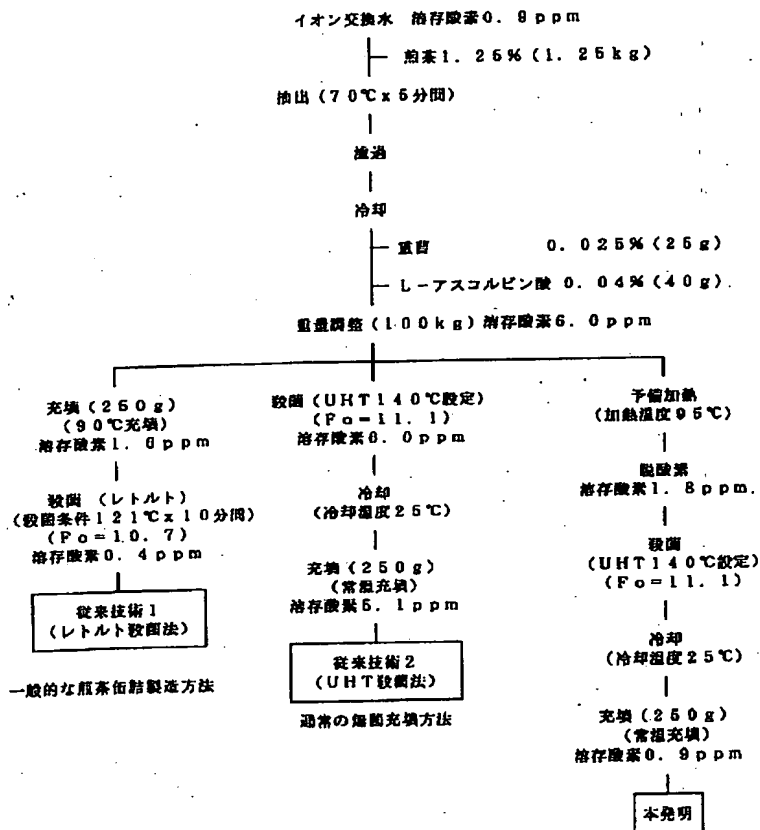 イオン交換水 溶存酸素0.9ppm
煎茶1.25%(1.25kg)
抽出(70℃x5分間)
濾過
冷却
重曹 0.025%(25g)
L-アスコルビン酸 0.04%(40g)
重量調整(100kg)溶存酸素6.0ppm
充填(250g)
(90℃充填)
溶存酸素1.6ppm
殺菌(レトルト)
(殺菌条件121℃x10分間)
(Fo=10.7)
溶存酸素0.4ppm
従来技術1
(レトルト殺菌法)
一般的な煎茶缶詰製造方法
殺菌(UHT140℃設定)
(Fo=11.1)
溶存酸素6.0ppm
冷却
(冷却温度25℃)
充填(250g)
(常温充填)
溶存酸素5.1ppm
従来技術2
(UHT殺菌法)
通常の無菌充填方法
予備加熱
(加熱温度95℃)
脱酸素
溶存酸素1.8ppm
殺菌
(UHT140℃設定)
(Fo=11.1)
冷却
(冷却温度25℃)
充填(250g)
(常温充填)
溶存酸素0.9ppm
本発明